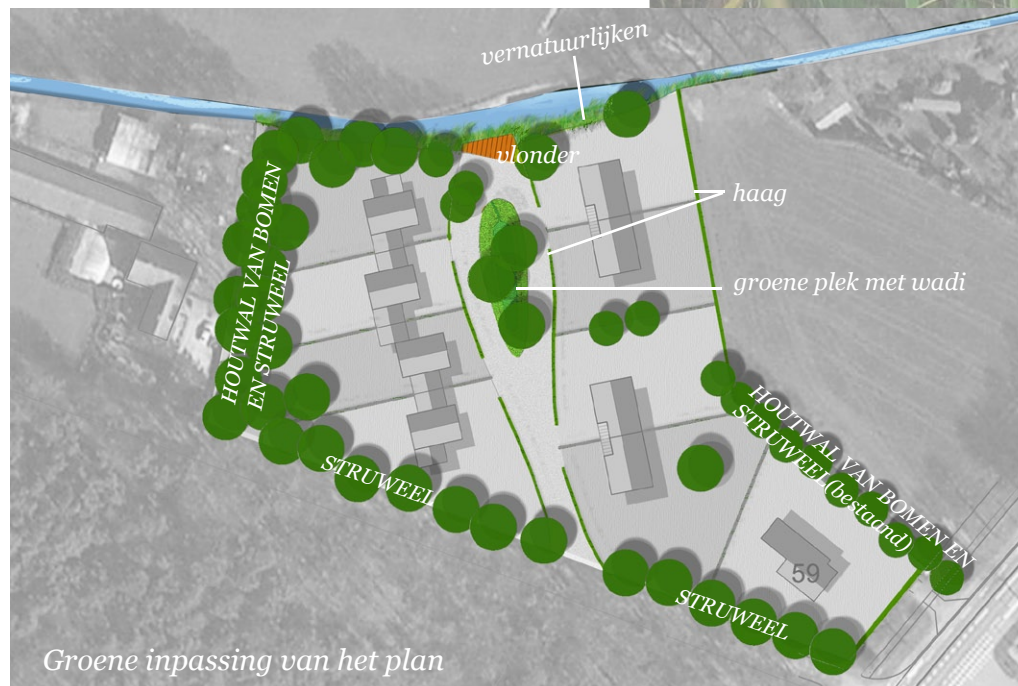 vernatuurlijken
vlonder
haag
groene plek met wadi
HOUTWAL VAN BOMEN
EN STRUWEEL
HOUTWAL VAN BOMEN EN
STRUWEEL (bestaand)
STRUWEEL
59
STRUWEEL
Groene inpassing van het plan